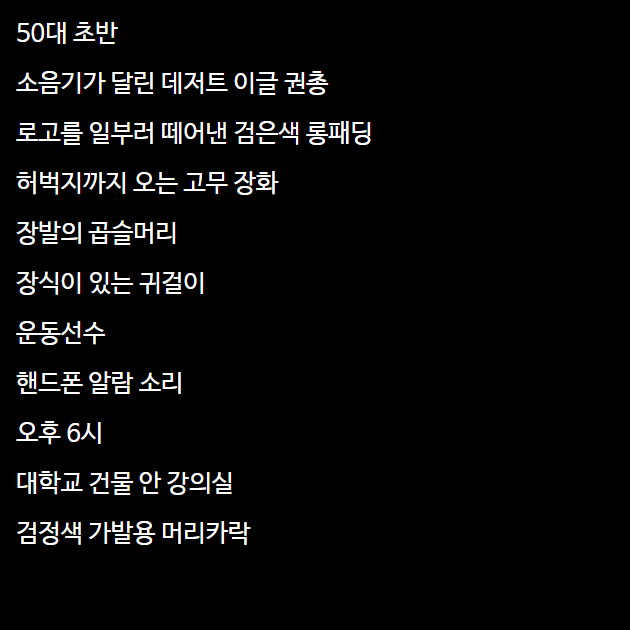 50대 초반
소음기가 달린 데저트 이글 권총
로고를 일부러 떼어낸 검은색 롱패딩
허벅지까지 오는 고무 장화
장발의 곱슬머리
장식이 있는 귀걸이
운동선수
핸드폰 알람 소리
오후 6시
대학교 건물 안 강의실
검정색 가발용 머리카락